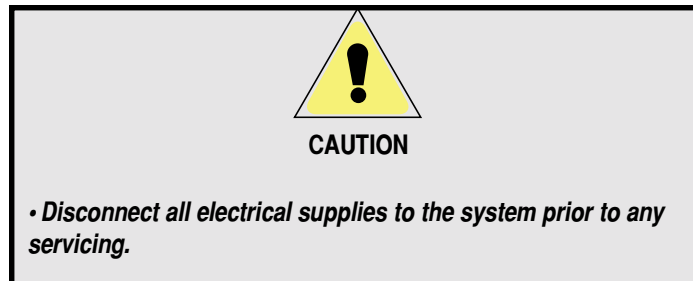 CAUTION
• Disconnect all electrical supplies to the system prior to any
servicing.